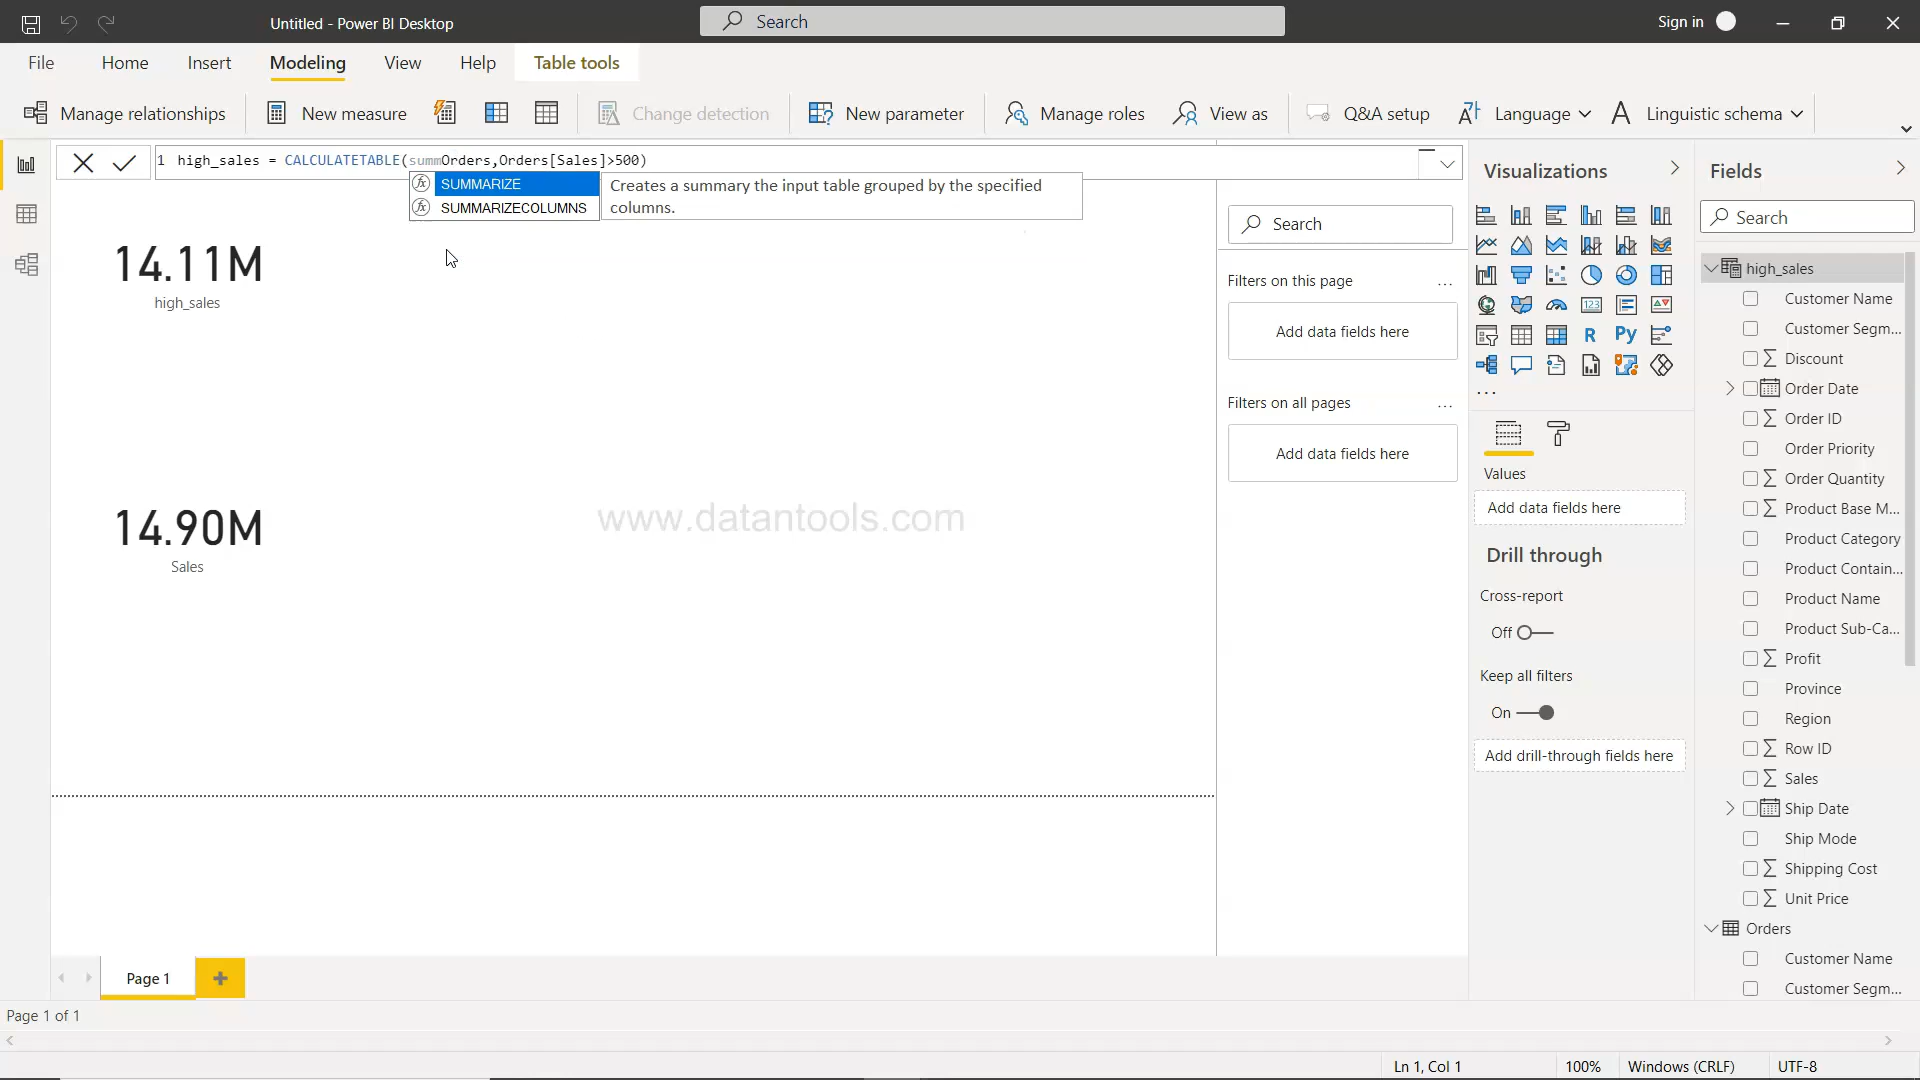 Untitled - Power BI Desktop
Search
Sign in
File Home Insert Modeling View Help Table tools
Manage relationships New measure Change detection New parameter Manage roles View as Q&A setup Language Linguistic schema
1 high_sales = CALCULATETABLE(summOrders,Orders[Sales]>500)
SUMMARIZE
SUMMARIZECOLUMNS
Creates a summary the input table grouped by the specified
columns.
14.11M
high_sales
14.90M
Sales
www.datantools.com
Search
Filters on this page
...
Add data fields here
Filters on all pages
...
Add data fields here
Visualizations
123
R
Py
...
Values
Add data fields here
Drill through
Cross-report
Off
Keep all filters
On
Add drill-through fields here
Fields
Search
high_sales
Customer Name
Customer Segm...
Discount
Order Date
Order ID
Order Priority
Order Quantity
Product Base M...
Product Category
Product Contain...
Product Name
Product Sub-Ca...
Profit
Province
Region
Row ID
Sales
Ship Date
Ship Mode
Shipping Cost
Unit Price
Orders
Customer Name
Customer Segm...
Page 1
Page 1 of 1
Ln 1, Col 1 100% Windows (CRLF) UTF-8